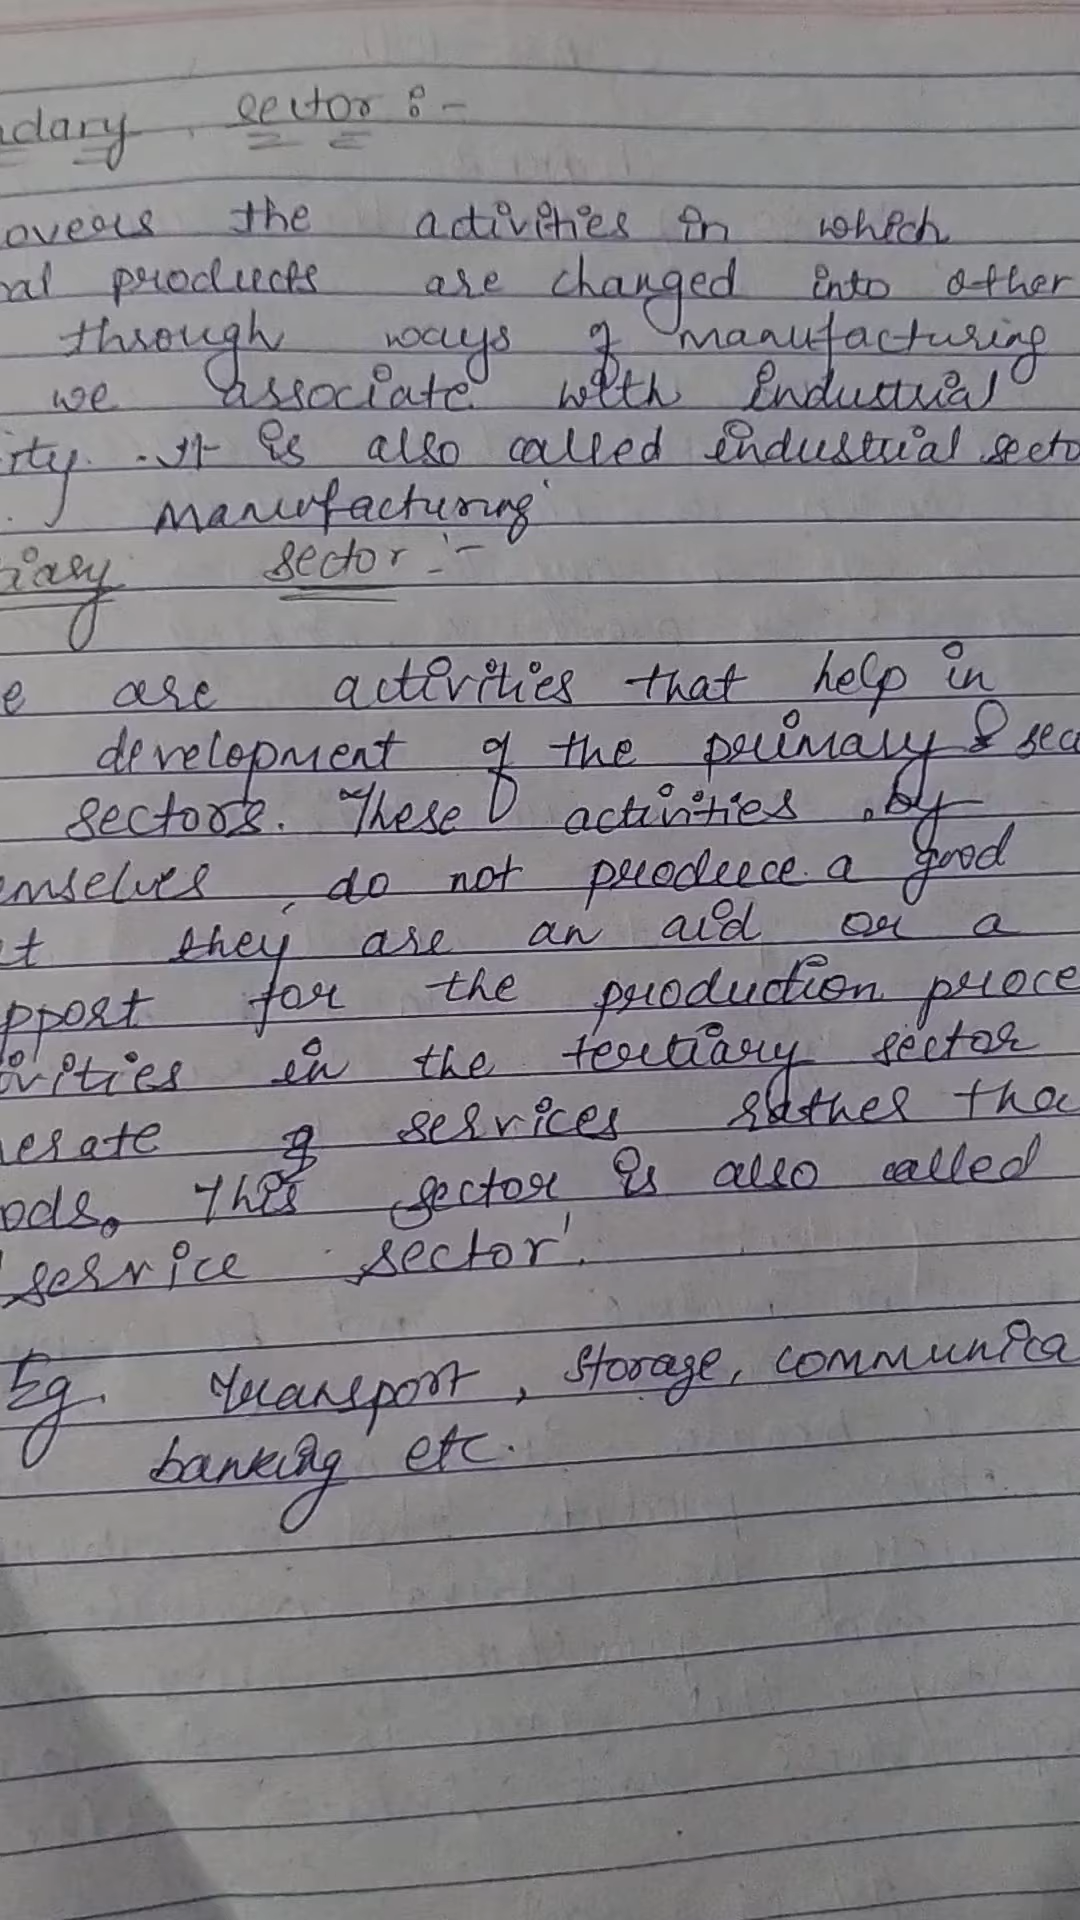 ndary sector :-
overs the activities in which
ral products are changed into other
through ways of manufacturing
we associate with industrial
ity. It is also called industrial secto
. Manufacturing
iary sector :-
e are activities that help in
development of the primary & sec
sectors. These activities, by
emselves, do not produce a good
t they are an aid or a
pport for the production proce
ivities in the tertiary sector
erate of services rather tha
ods. This sector is also called
service sector'.
Eg. Transport, storage, communica
banking etc.